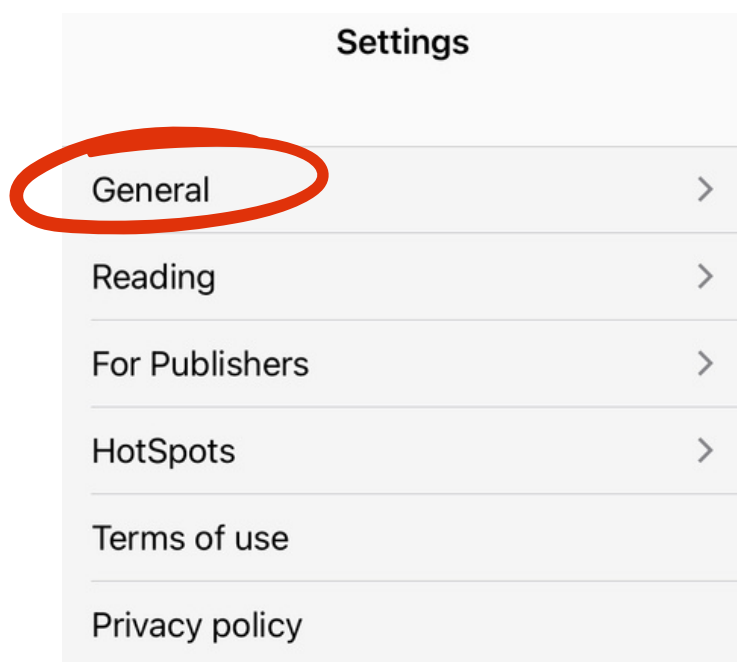 Settings
General
Reading
For Publishers
HotSpots
Terms of use
Privacy policy